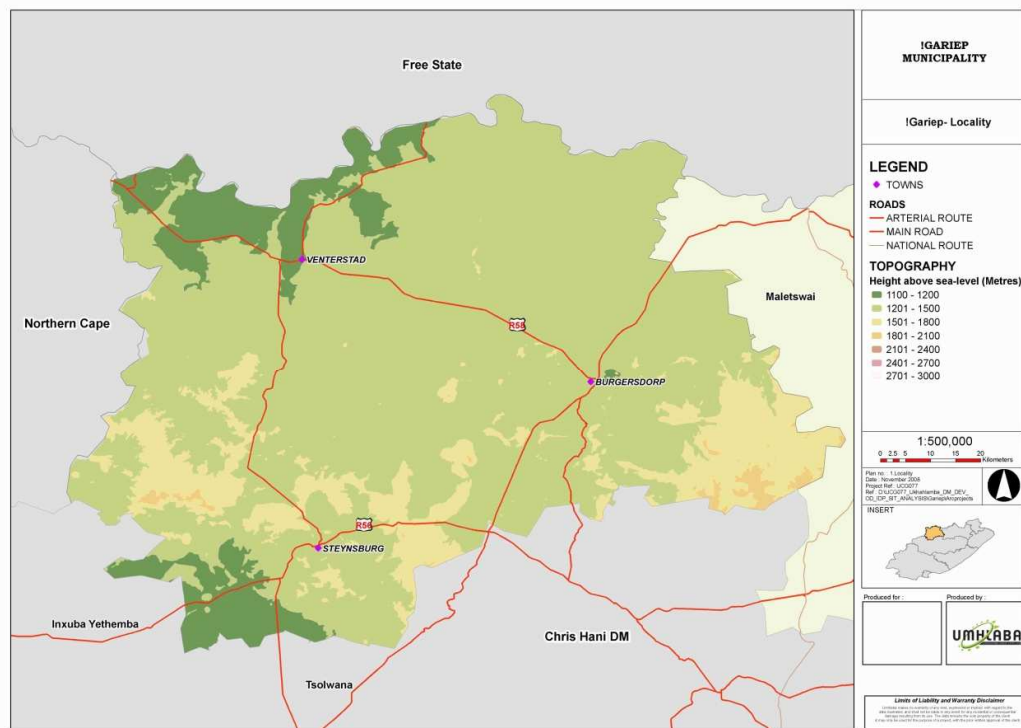 Free State
Northern Cape
VENTERSTAD
R58
Maletswai
BURGERSDORP
R56
STEYNSBURG
Inxuba Yethemba
Chris Hani DM
Tsolwana
!GARIEP
MUNICIPALITY
!Gariep- Locality
LEGEND
TOWNS
ROADS
ARTERIAL ROUTE
MAIN ROAD
NATIONAL ROUTE
TOPOGRAPHY
Height above sea-level (Metres)
1100 - 1200
1201 - 1500
1501 - 1800
1801 - 2100
2101 - 2400
2401 - 2700
2701 - 3000
1:500,000
0 2.5 5 10 15 20
Kilometers
Plan no : 1.Locality
Date : November 2008
Project Ref : UCG077
INSERT
Produced for :
Produced by :
UMHLABA
Limits of Liability and Warranty Disclaimer